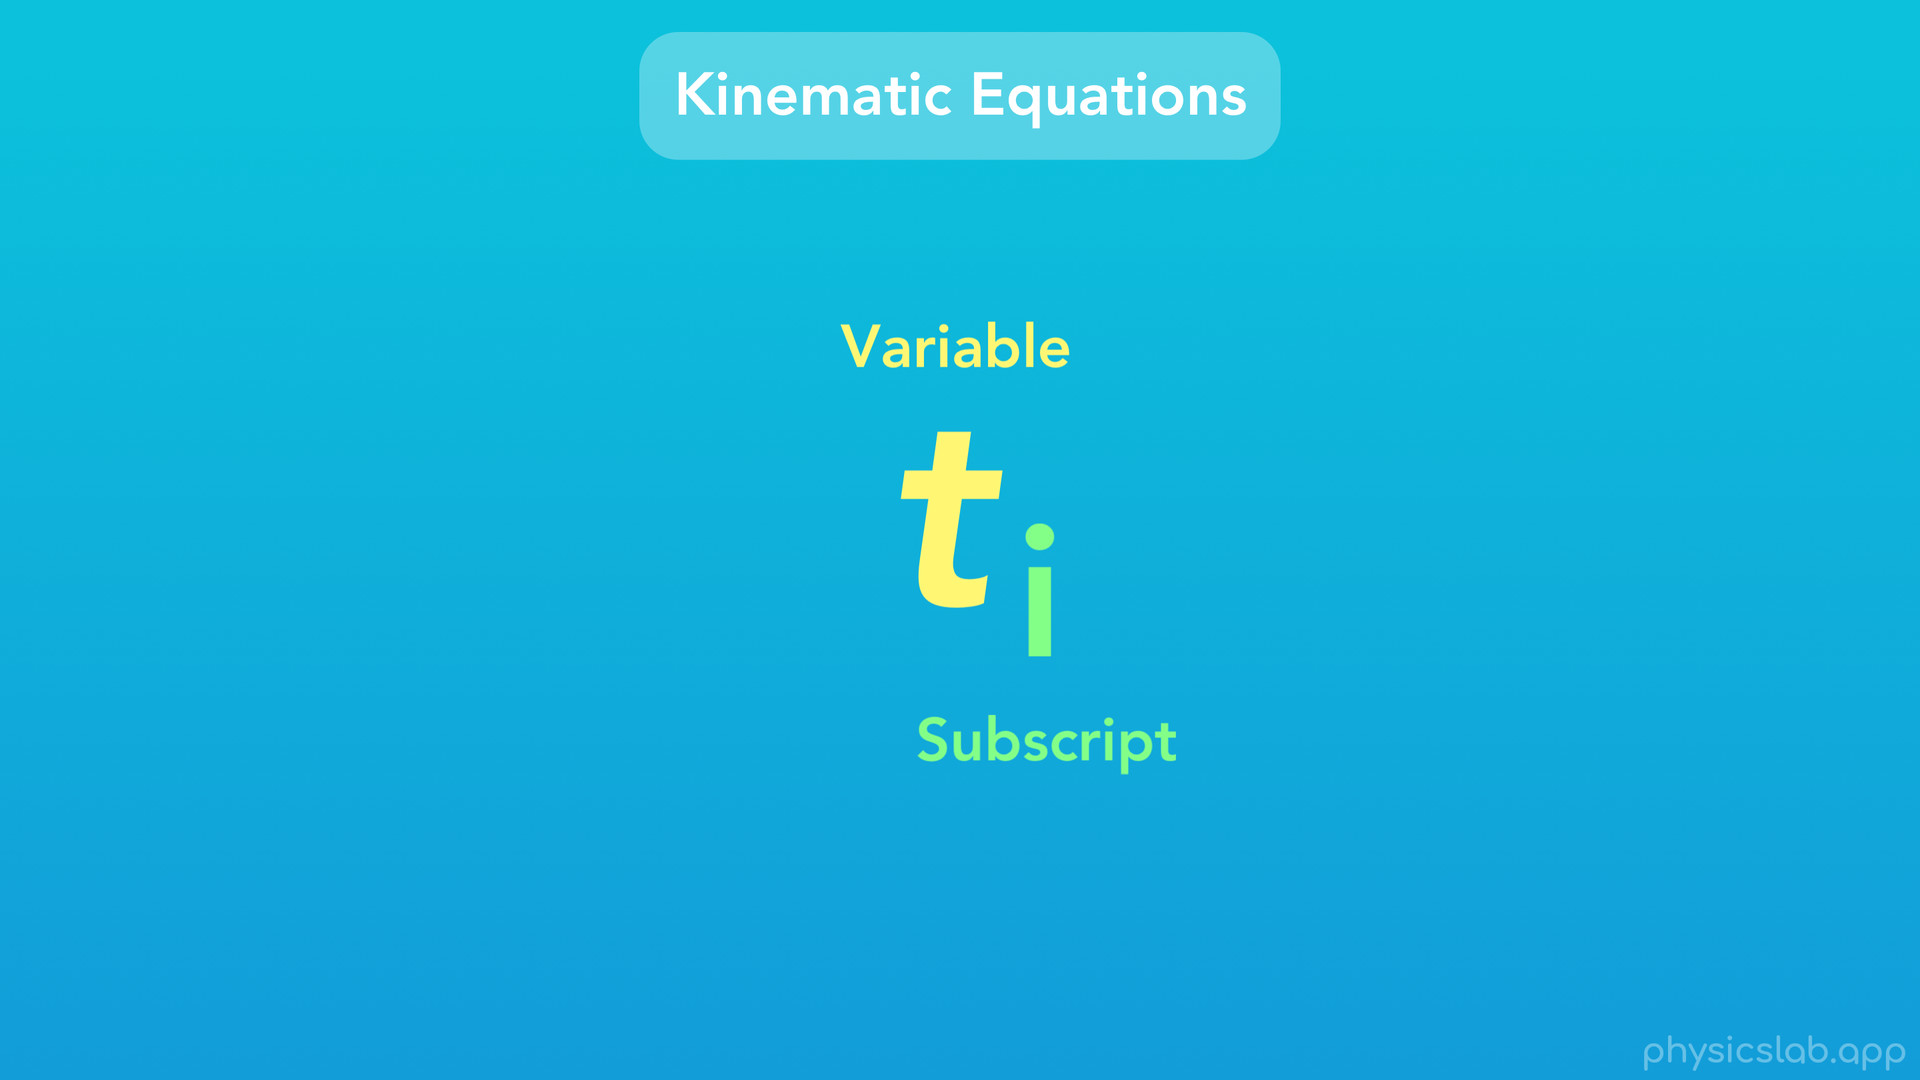 Kinematic Equations
Variable
t i
Subscript
physicslab.app